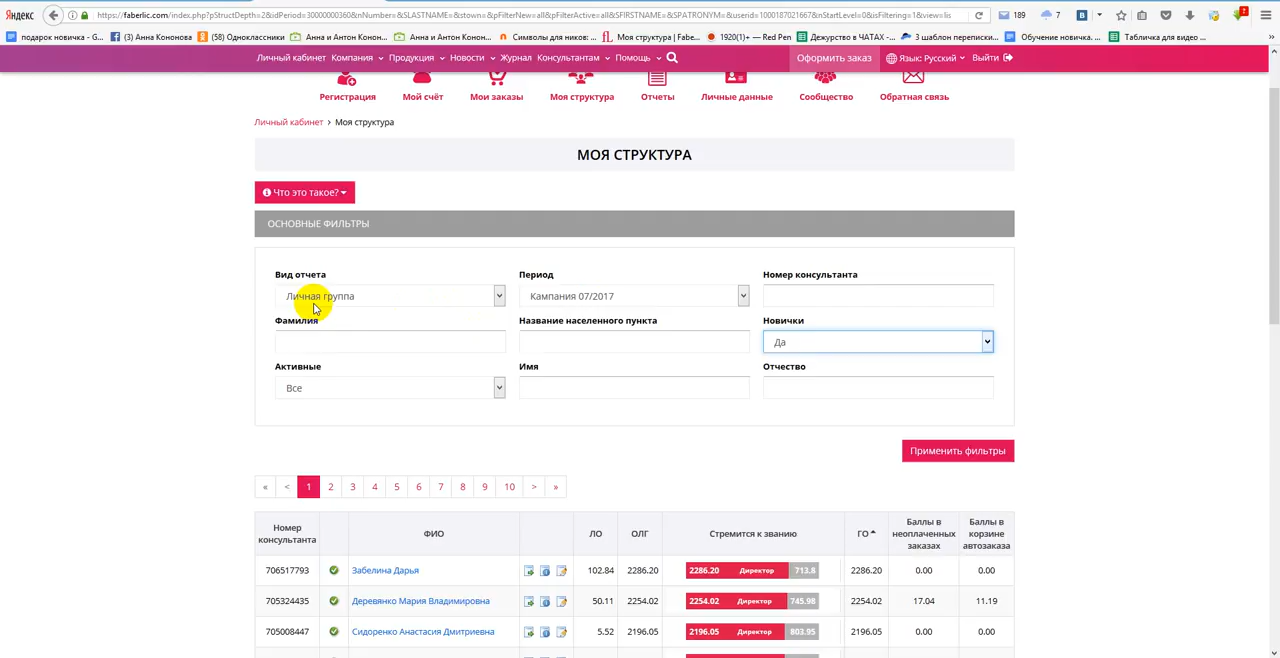 Яндекс https://faberlic.com/index.php?pStructDepth=2&idPeriod=30000000360&nNumber=&SLASTNAME=&stown=&pFilterNew=all&pFilterActive=all&SFIRSTNAME=&SPATRONYM=&userid=1000187021667&nStartLevel=0&isFiltering=1&view=lis 189 7 B 2
подарок новичка - G... (3) Анна Кононова (58) Одноклассники Анна и Антон Конон... Анна и Антон Конон... Символы для ников: ... Моя структура | Fabe... 1920(1)+ — Red Pen Дежурство в ЧАТАХ -... 3 шаблон переписки... Обучение новичка. ... Табличка для видео ... »
Личный кабинет Компания Продукция Новости Журнал Консультантам Помощь Оформить заказ Язык: Русский Выйти
Регистрация Мой счёт Мои заказы Моя структура Отчеты Личные данные Сообщество Обратная связь
Личный кабинет › Моя структура
МОЯ СТРУКТУРА
Что это такое?
ОСНОВНЫЕ ФИЛЬТРЫ
Вид отчета Период Номер консультанта
Личная группа Кампания 07/2017
Фамилия Название населенного пункта Новички
Да
Активные Имя Отчество
Все
Применить фильтры
« < 1 2 3 4 5 6 7 8 9 10 > »
Номер консультанта ФИО ЛО ОЛГ Стремится к званию ГО Баллы в неоплаченных заказах Баллы в корзине автозаказа
706517793 Забелина Дарья 102.84 2286.20 2286.20 Директор 713.8 2286.20 0.00 0.00
705324435 Деревянко Мария Владимировна 50.11 2254.02 2254.02 Директор 745.98 2254.02 17.04 11.19
705008447 Сидоренко Анастасия Дмитриевна 5.52 2196.05 2196.05 Директор 803.95 2196.05 0.00 0.00